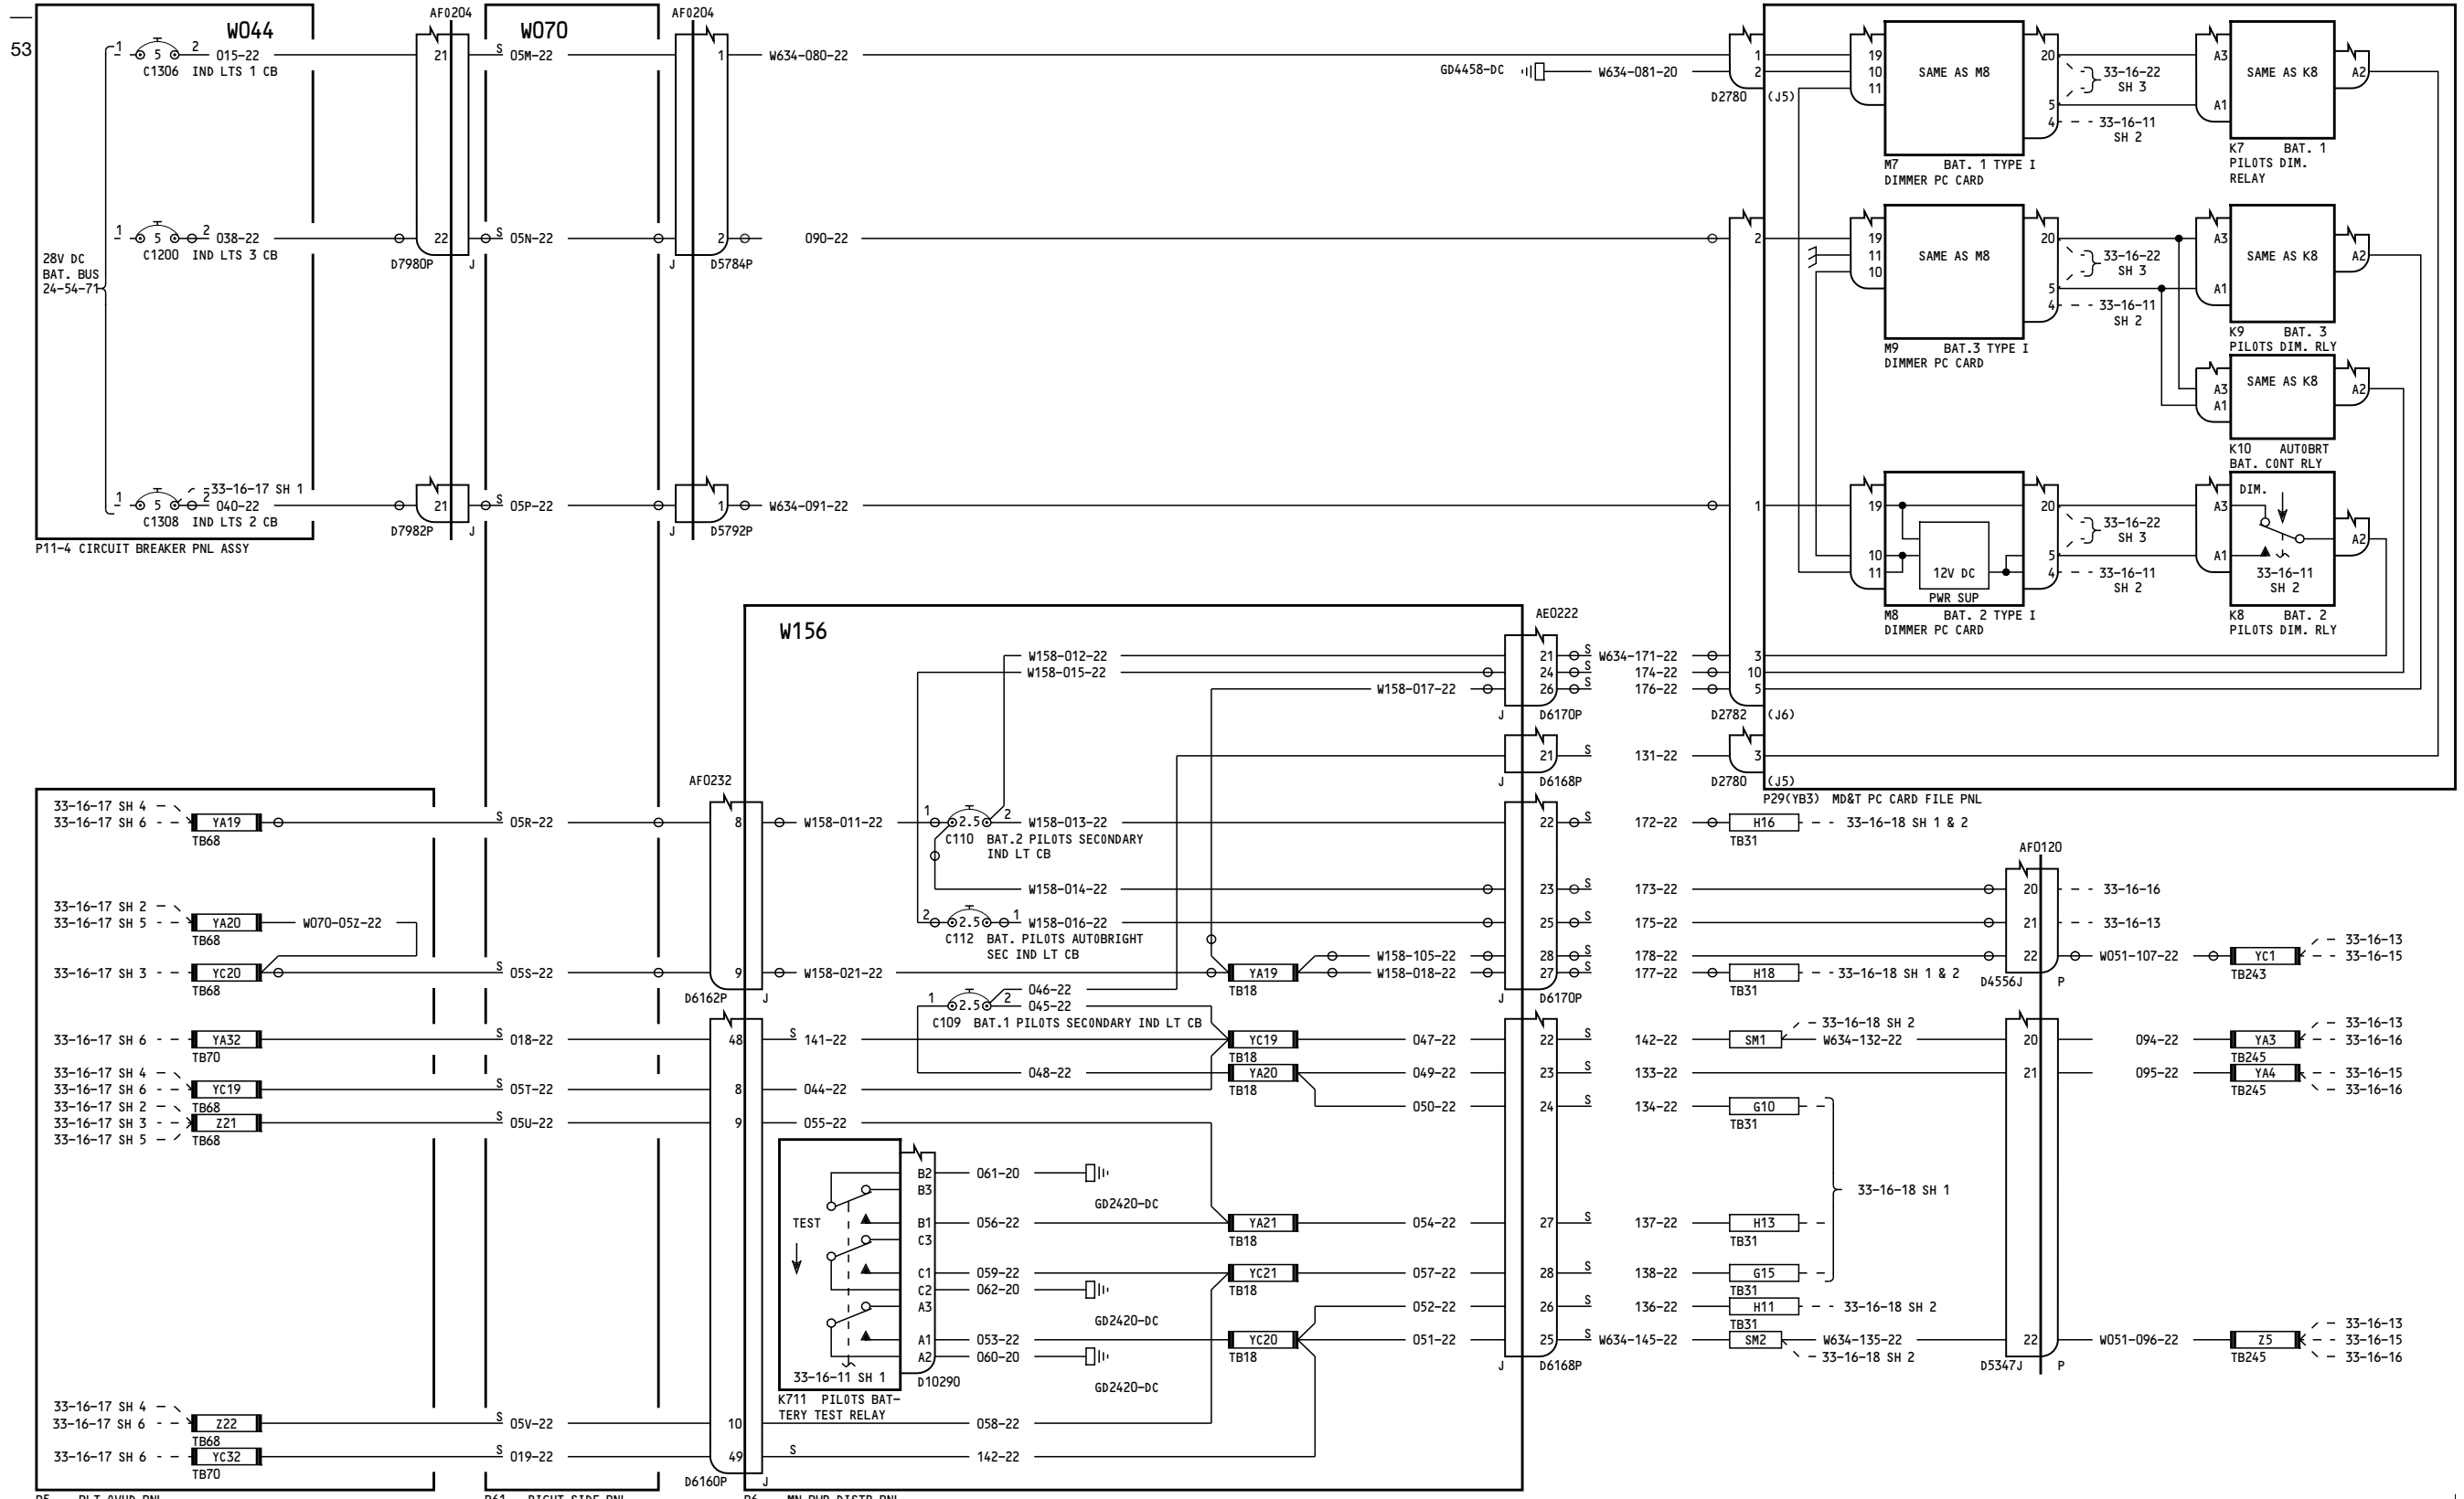 53
W044
1
5
2
015-22
C1306 IND LTS 1 CB
1
5
2
038-22
C1200 IND LTS 3 CB
28V DC
BAT. BUS
24-54-71
33-16-17 SH 1
1
5
2
040-22
C1308 IND LTS 2 CB
P11-4 CIRCUIT BREAKER PNL ASSY
AF0204
21
22
D7980P
J
21
D7982P
J
W070
S 05M-22
S 05N-22
S 05P-22
AF0204
1
2
J
D5784P
1
J
D5792P
W634-080-22
090-22
W634-091-22
GD4458-DC
W634-081-20
1
2
D2780
(J5)
2
1
3
10
5
D2782
(J6)
3
D2780
(J5)
19
10
11
SAME AS M8
20
5
4
M7 BAT. 1 TYPE I
DIMMER PC CARD
33-16-22
SH 3
33-16-11
SH 2
A3
A1
SAME AS K8
A2
K7 BAT. 1
PILOTS DIM.
RELAY
19
11
10
SAME AS M8
20
5
4
M9 BAT.3 TYPE I
DIMMER PC CARD
33-16-22
SH 3
33-16-11
SH 2
A3
A1
SAME AS K8
A2
K9 BAT. 3
PILOTS DIM. RLY
A3
A1
SAME AS K8
A2
K10 AUTOBRT
BAT. CONT RLY
19
10
11
12V DC
PWR SUP
20
5
4
M8 BAT. 2 TYPE I
DIMMER PC CARD
33-16-22
SH 3
33-16-11
SH 2
DIM.
A3
A1
A2
33-16-11
SH 2
K8 BAT. 2
PILOTS DIM. RLY
P29(YB3) MD&T PC CARD FILE PNL
W156
AE0222
W158-012-22
W158-015-22
W158-017-22
21
24
26
J
D6170P
S W634-171-22
S 174-22
S 176-22
21
J
D6168P
S 131-22
33-16-17 SH 4
33-16-17 SH 6
YA19
TB68
S 05R-22
AF0232
8
W158-011-22
1
2.5
2
W158-013-22
C110 BAT.2 PILOTS SECONDARY
IND LT CB
22
S 172-22
H16
TB31
33-16-18 SH 1 & 2
W158-014-22
23
S 173-22
AF0120
20
33-16-16
33-16-17 SH 2
33-16-17 SH 5
YA20
TB68
W070-05Z-22
2
2.5
1
W158-016-22
C112 BAT. PILOTS AUTOBRIGHT
SEC IND LT CB
25
S 175-22
21
33-16-13
W158-105-22
28
S 178-22
22
W051-107-22
YC1
TB243
33-16-13
33-16-15
33-16-17 SH 3
YC20
TB68
S 05S-22
9
W158-021-22
YA19
TB18
W158-018-22
27
S 177-22
H18
TB31
33-16-18 SH 1 & 2
D6162P
J
J
D6170P
D4556J
P
1
2.5
2
046-22
045-22
C109 BAT.1 PILOTS SECONDARY IND LT CB
33-16-17 SH 6
YA32
TB70
S 018-22
48
S 141-22
YC19
TB18
047-22
22
S 142-22
SM1
33-16-18 SH 2
W634-132-22
20
094-22
YA3
TB245
33-16-13
33-16-16
048-22
YA20
TB18
049-22
23
S 133-22
21
095-22
YA4
TB245
33-16-15
33-16-16
33-16-17 SH 4
33-16-17 SH 6
YC19
TB68
S 05T-22
8
044-22
050-22
24
S 134-22
G10
TB31
33-16-17 SH 2
33-16-17 SH 3
33-16-17 SH 5
Z21
TB68
S 05U-22
9
055-22
TEST
33-16-11 SH 1
B2
B3
B1
C3
C1
C2
A3
A1
A2
D10290
K711 PILOTS BAT-
TERY TEST RELAY
061-20
GD2420-DC
056-22
YA21
TB18
054-22
27
S 137-22
H13
TB31
33-16-18 SH 1
059-22
062-20
GD2420-DC
YC21
TB18
057-22
28
S 138-22
G15
TB31
052-22
26
S 136-22
H11
TB31
33-16-18 SH 2
053-22
060-20
GD2420-DC
YC20
TB18
051-22
25
S W634-145-22
SM2
W634-135-22
33-16-18 SH 2
22
W051-096-22
Z5
TB245
33-16-13
33-16-15
33-16-16
J
D6168P
D5347J
P
33-16-17 SH 4
33-16-17 SH 6
Z22
TB68
S 05V-22
10
058-22
33-16-17 SH 6
YC32
TB70
S 019-22
49
S
142-22
D6160P
J